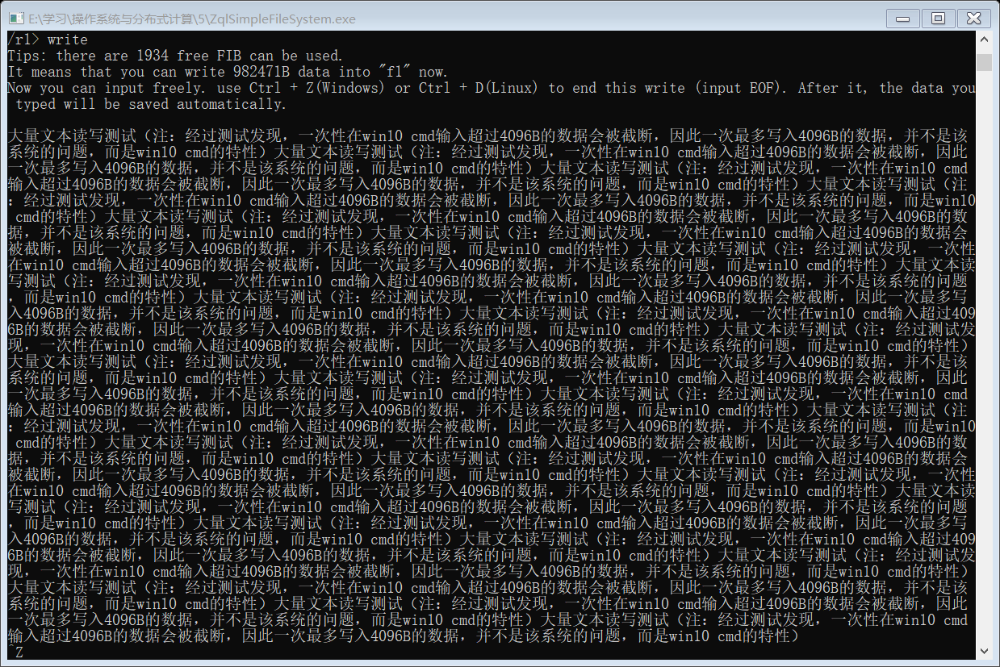 E:\学习\操作系统与分布式计算\5\ZqlSimpleFileSystem.exe
/r1> write
Tips: there are 1934 free FIB can be used.
It means that you can write 982471B data into "f1" now.
Now you can input freely. use Ctrl + Z(Windows) or Ctrl + D(Linux) to end this write (input EOF). After it, the data you
 typed will be saved automatically.
大量文本读写测试（注：经过测试发现，一次性在win10 cmd输入超过4096B的数据会被截断，因此一次最多写入4096B的数据，并不是该
系统的问题，而是win10 cmd的特性）大量文本读写测试（注：经过测试发现，一次性在win10 cmd输入超过4096B的数据会被截断，因此
一次最多写入4096B的数据，并不是该系统的问题，而是win10 cmd的特性）大量文本读写测试（注：经过测试发现，一次性在win10 cmd
输入超过4096B的数据会被截断，因此一次最多写入4096B的数据，并不是该系统的问题，而是win10 cmd的特性）大量文本读写测试（注
：经过测试发现，一次性在win10 cmd输入超过4096B的数据会被截断，因此一次最多写入4096B的数据，并不是该系统的问题，而是win10
 cmd的特性）大量文本读写测试（注：经过测试发现，一次性在win10 cmd输入超过4096B的数据会被截断，因此一次最多写入4096B的数
据，并不是该系统的问题，而是win10 cmd的特性）大量文本读写测试（注：经过测试发现，一次性在win10 cmd输入超过4096B的数据会
被截断，因此一次最多写入4096B的数据，并不是该系统的问题，而是win10 cmd的特性）大量文本读写测试（注：经过测试发现，一次性
在win10 cmd输入超过4096B的数据会被截断，因此一次最多写入4096B的数据，并不是该系统的问题，而是win10 cmd的特性）大量文本读
写测试（注：经过测试发现，一次性在win10 cmd输入超过4096B的数据会被截断，因此一次最多写入4096B的数据，并不是该系统的问题
，而是win10 cmd的特性）大量文本读写测试（注：经过测试发现，一次性在win10 cmd输入超过4096B的数据会被截断，因此一次最多写
入4096B的数据，并不是该系统的问题，而是win10 cmd的特性）大量文本读写测试（注：经过测试发现，一次性在win10 cmd输入超过409
6B的数据会被截断，因此一次最多写入4096B的数据，并不是该系统的问题，而是win10 cmd的特性）大量文本读写测试（注：经过测试发
现，一次性在win10 cmd输入超过4096B的数据会被截断，因此一次最多写入4096B的数据，并不是该系统的问题，而是win10 cmd的特性）
大量文本读写测试（注：经过测试发现，一次性在win10 cmd输入超过4096B的数据会被截断，因此一次最多写入4096B的数据，并不是该
系统的问题，而是win10 cmd的特性）大量文本读写测试（注：经过测试发现，一次性在win10 cmd输入超过4096B的数据会被截断，因此
一次最多写入4096B的数据，并不是该系统的问题，而是win10 cmd的特性）大量文本读写测试（注：经过测试发现，一次性在win10 cmd
输入超过4096B的数据会被截断，因此一次最多写入4096B的数据，并不是该系统的问题，而是win10 cmd的特性）大量文本读写测试（注
：经过测试发现，一次性在win10 cmd输入超过4096B的数据会被截断，因此一次最多写入4096B的数据，并不是该系统的问题，而是win10
 cmd的特性）大量文本读写测试（注：经过测试发现，一次性在win10 cmd输入超过4096B的数据会被截断，因此一次最多写入4096B的数
据，并不是该系统的问题，而是win10 cmd的特性）大量文本读写测试（注：经过测试发现，一次性在win10 cmd输入超过4096B的数据会
被截断，因此一次最多写入4096B的数据，并不是该系统的问题，而是win10 cmd的特性）大量文本读写测试（注：经过测试发现，一次性
在win10 cmd输入超过4096B的数据会被截断，因此一次最多写入4096B的数据，并不是该系统的问题，而是win10 cmd的特性）大量文本读
写测试（注：经过测试发现，一次性在win10 cmd输入超过4096B的数据会被截断，因此一次最多写入4096B的数据，并不是该系统的问题
，而是win10 cmd的特性）大量文本读写测试（注：经过测试发现，一次性在win10 cmd输入超过4096B的数据会被截断，因此一次最多写
入4096B的数据，并不是该系统的问题，而是win10 cmd的特性）大量文本读写测试（注：经过测试发现，一次性在win10 cmd输入超过409
6B的数据会被截断，因此一次最多写入4096B的数据，并不是该系统的问题，而是win10 cmd的特性）大量文本读写测试（注：经过测试发
现，一次性在win10 cmd输入超过4096B的数据会被截断，因此一次最多写入4096B的数据，并不是该系统的问题，而是win10 cmd的特性）
大量文本读写测试（注：经过测试发现，一次性在win10 cmd输入超过4096B的数据会被截断，因此一次最多写入4096B的数据，并不是该
系统的问题，而是win10 cmd的特性）大量文本读写测试（注：经过测试发现，一次性在win10 cmd输入超过4096B的数据会被截断，因此
一次最多写入4096B的数据，并不是该系统的问题，而是win10 cmd的特性）大量文本读写测试（注：经过测试发现，一次性在win10 cmd
输入超过4096B的数据会被截断，因此一次最多写入4096B的数据，并不是该系统的问题，而是win10 cmd的特性）
^Z